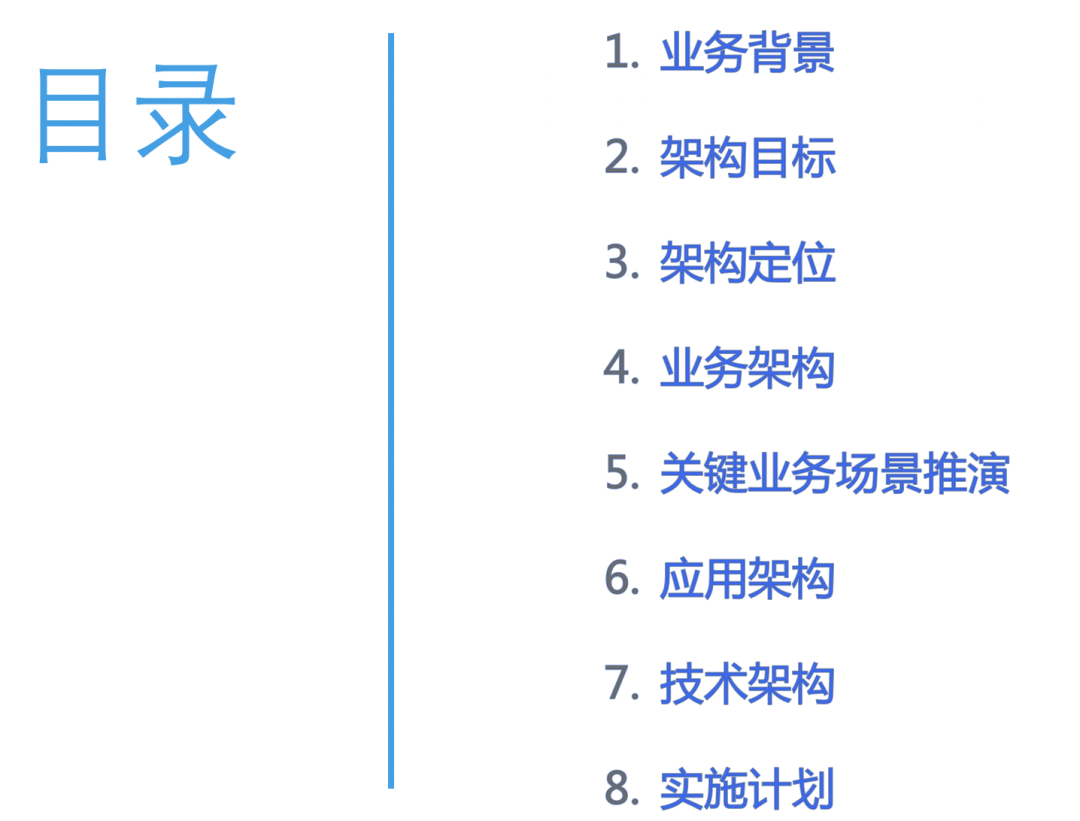 目录
1. 业务背景
2. 架构目标
3. 架构定位
4. 业务架构
5. 关键业务场景推演
6. 应用架构
7. 技术架构
8. 实施计划